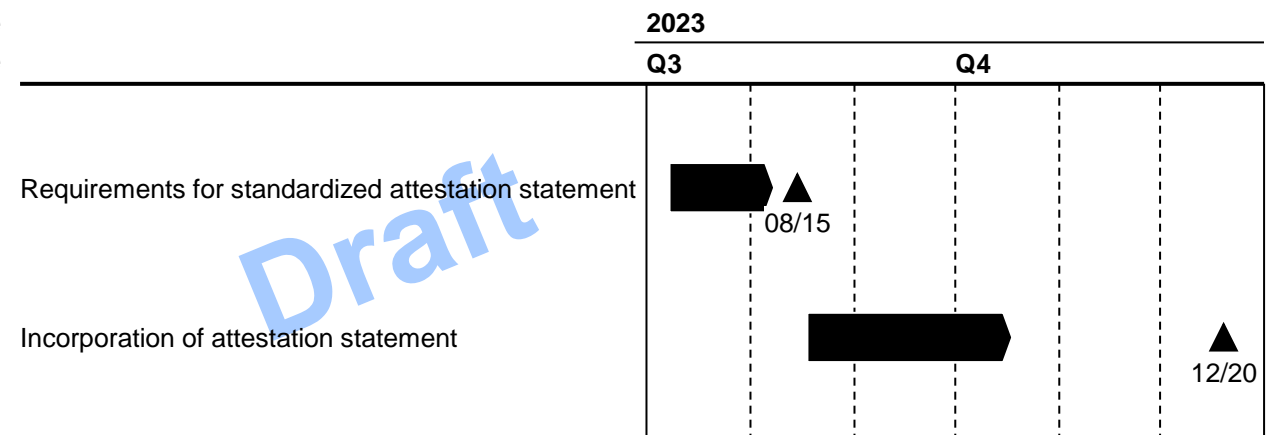 2023
Q3 Q4
Requirements for standardized attestation statement
08/15
Draft
Incorporation of attestation statement
12/20